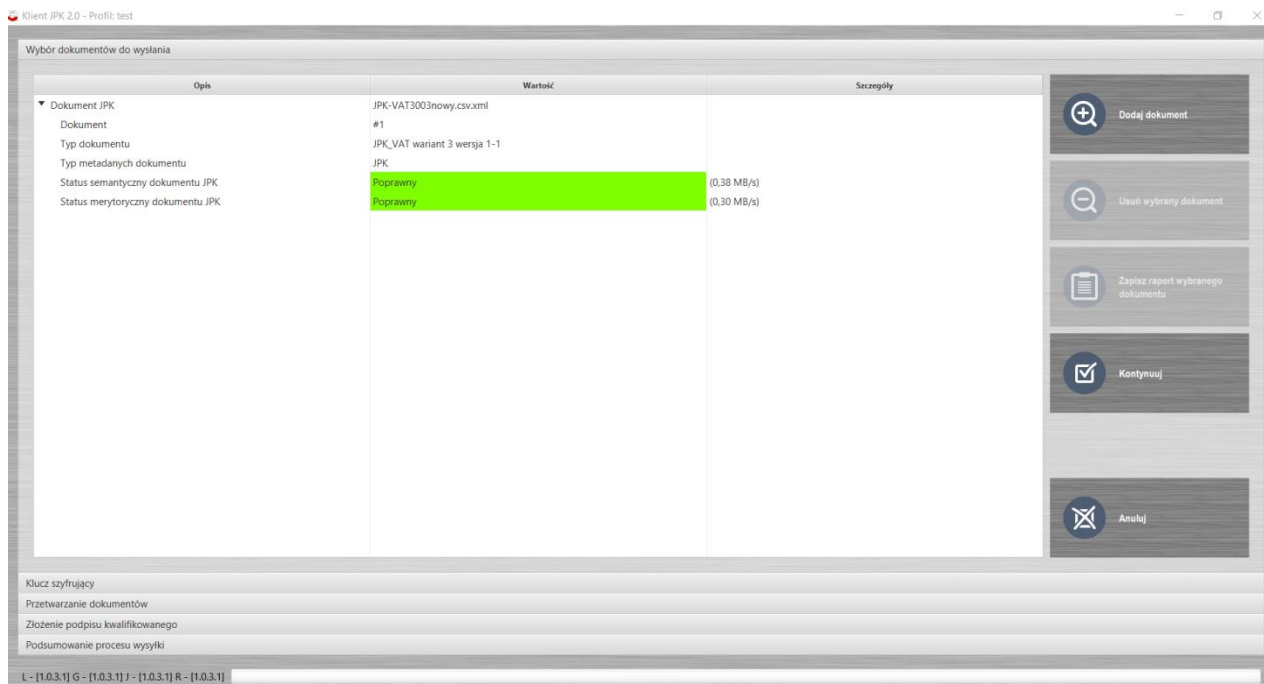 Klient JPK 2.0 - Profil: test
Wybór dokumentów do wysłania
Opis Wartość Szczegóły
Dokument JPK JPK-VAT3003nowy.csv.xml
Dokument #1
Typ dokumentu JPK_VAT wariant 3 wersja 1-1
Typ metadanych dokumentu JPK
Status semantyczny dokumentu JPK Poprawny (0,38 MB/s)
Status merytoryczny dokumentu JPK Poprawny (0,30 MB/s)
Dodaj dokument
Usuń wybrany dokument
Zapisz raport wybranego
dokumentu
Kontynuuj
Anuluj
Klucz szyfrujący
Przetwarzanie dokumentów
Złożenie podpisu kwalifikowanego
Podsumowanie procesu wysyłki
L - [1.0.3.1] G - [1.0.3.1] J - [1.0.3.1] R - [1.0.3.1]